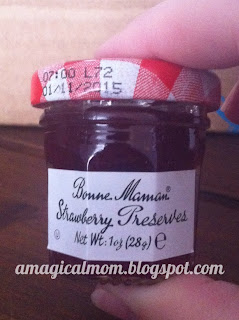 07:00 L72
01/11/2015
Bonne Maman®
Strawberry Preserves
Net Wt. 1oz (28g) e
amagicalmom.blogspot.com